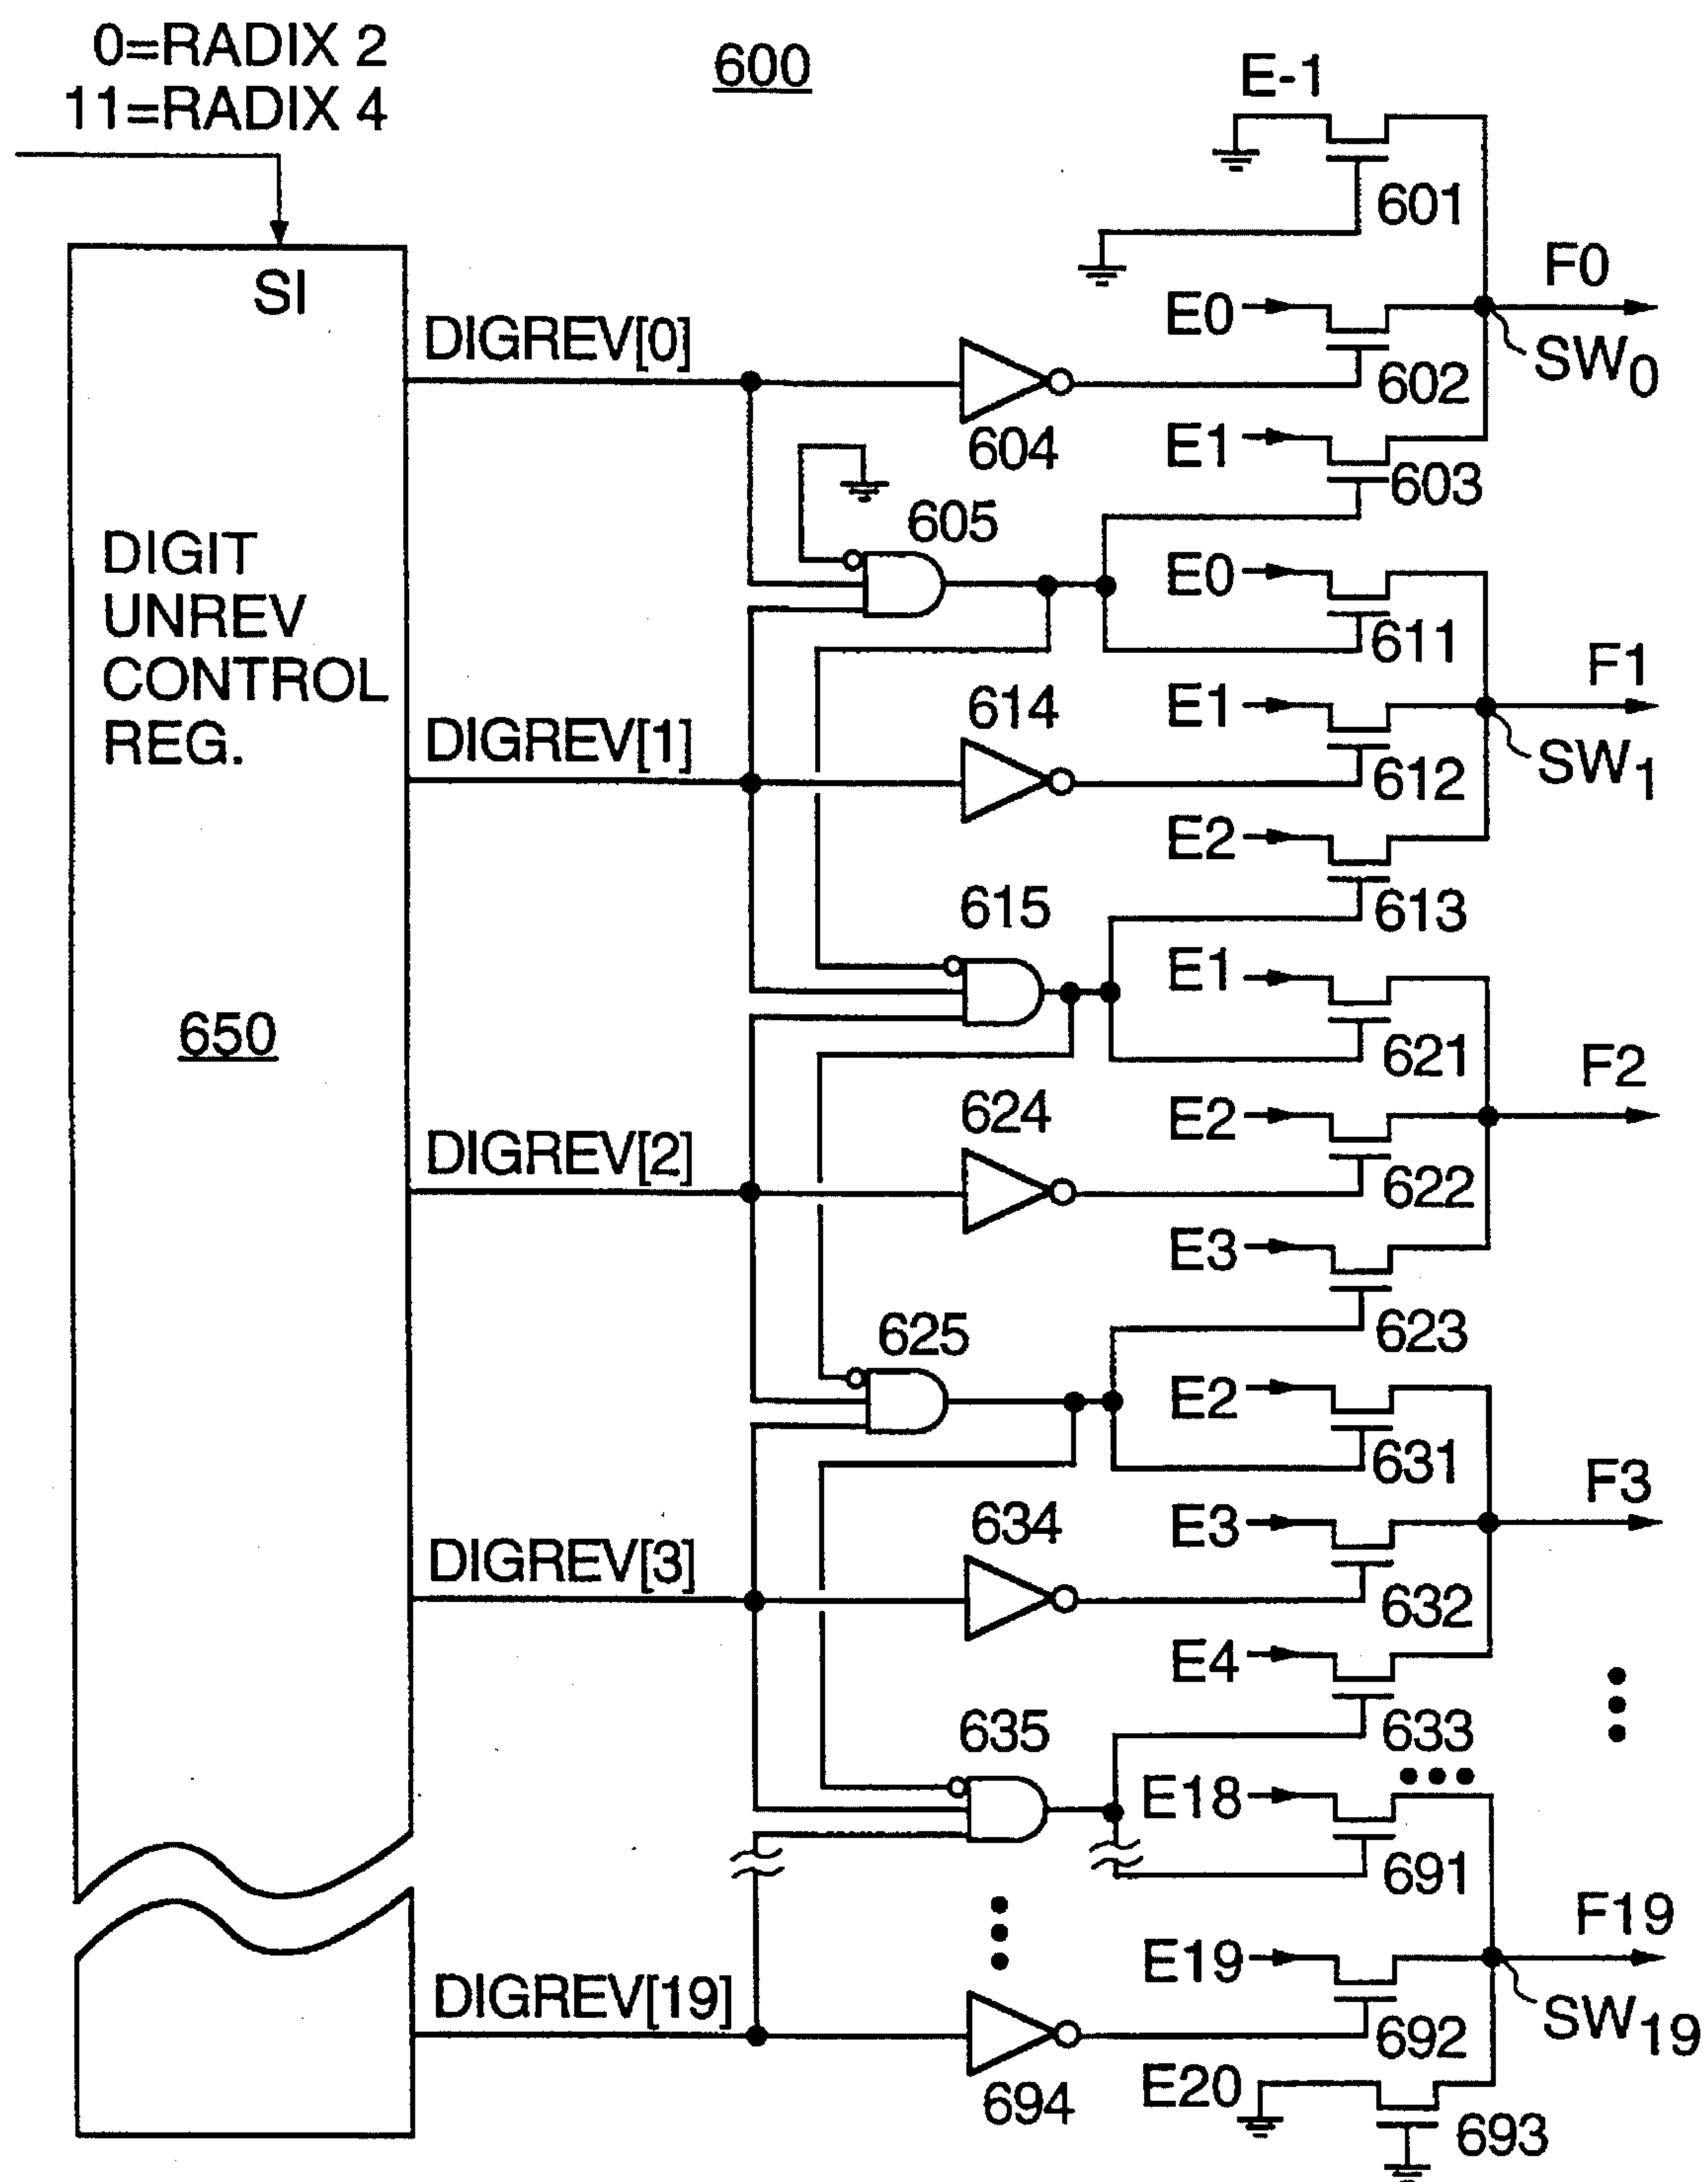 0=RADIX 2
11=RADIX 4
600
E-1
601
SI
F0
E0
SW0
602
DIGREV[0]
604
E1
603
605
E0
611
DIGIT
UNREV
CONTROL
REG.
F1
614
E1
SW1
612
DIGREV[1]
E2
613
615
E1
621
650
F2
624
E2
622
DIGREV[2]
E3
623
625
E2
631
F3
634
E3
632
DIGREV[3]
E4
633
635
E18
691
F19
E19
SW19
692
DIGREV[19]
694
E20
693